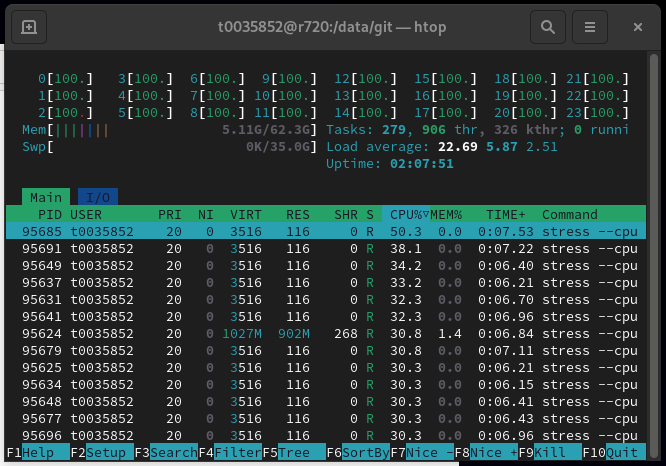 t0035852@r720:/data/git — htop
0[100.] 3[100.] 6[100.] 9[100.] 12[100.] 15[100.] 18[100.] 21[100.]
1[100.] 4[100.] 7[100.] 10[100.] 13[100.] 16[100.] 19[100.] 22[100.]
2[100.] 5[100.] 8[100.] 11[100.] 14[100.] 17[100.] 20[100.] 23[100.]
Mem[|||||||| 5.11G/62.3G] Tasks: 279, 906 thr, 326 kthr; 0 runni
Swp[ 0K/35.0G] Load average: 22.69 5.87 2.51
Uptime: 02:07:51
Main I/O
PID USER PRI NI VIRT RES SHR S CPU%▽MEM% TIME+ Command
95685 t0035852 20 0 3516 116 0 R 50.3 0.0 0:07.53 stress --cpu
95691 t0035852 20 0 3516 116 0 R 38.1 0.0 0:07.22 stress --cpu
95649 t0035852 20 0 3516 116 0 R 34.2 0.0 0:06.40 stress --cpu
95637 t0035852 20 0 3516 116 0 R 33.2 0.0 0:06.21 stress --cpu
95631 t0035852 20 0 3516 116 0 R 32.3 0.0 0:06.70 stress --cpu
95641 t0035852 20 0 3516 116 0 R 32.3 0.0 0:06.96 stress --cpu
95624 t0035852 20 0 1027M 902M 268 R 30.8 1.4 0:06.84 stress --cpu
95679 t0035852 20 0 3516 116 0 R 30.8 0.0 0:07.11 stress --cpu
95625 t0035852 20 0 3516 116 0 R 30.3 0.0 0:06.21 stress --cpu
95634 t0035852 20 0 3516 116 0 R 30.3 0.0 0:06.15 stress --cpu
95648 t0035852 20 0 3516 116 0 R 30.3 0.0 0:06.41 stress --cpu
95677 t0035852 20 0 3516 116 0 R 30.3 0.0 0:06.43 stress --cpu
95696 t0035852 20 0 3516 116 0 R 30.3 0.0 0:06.96 stress --cpu
F1Help F2Setup F3SearchF4FilterF5Tree F6SortByF7Nice -F8Nice +F9Kill F10Quit